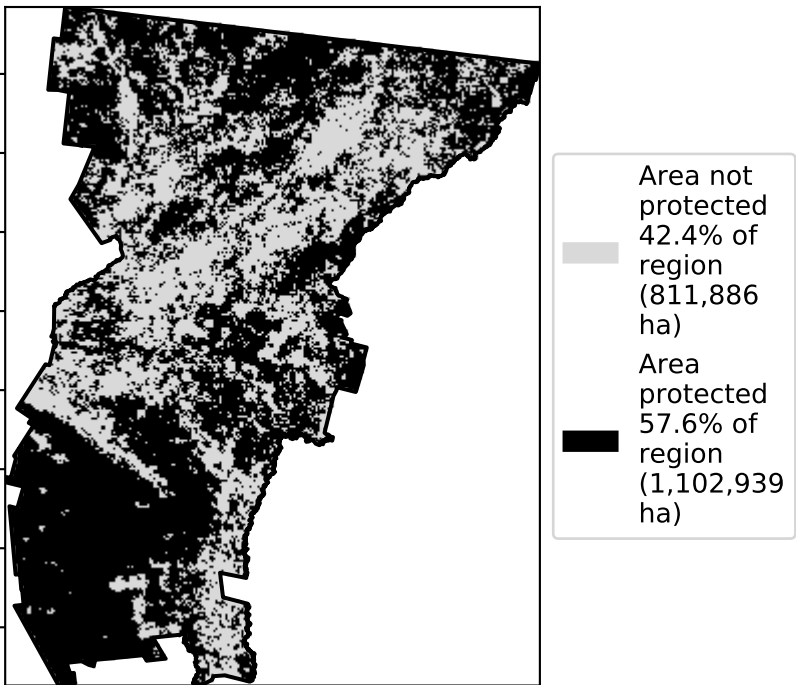 Area not
protected
42.4% of
region
(811,886
ha)
Area
protected
57.6% of
region
(1,102,939
ha)